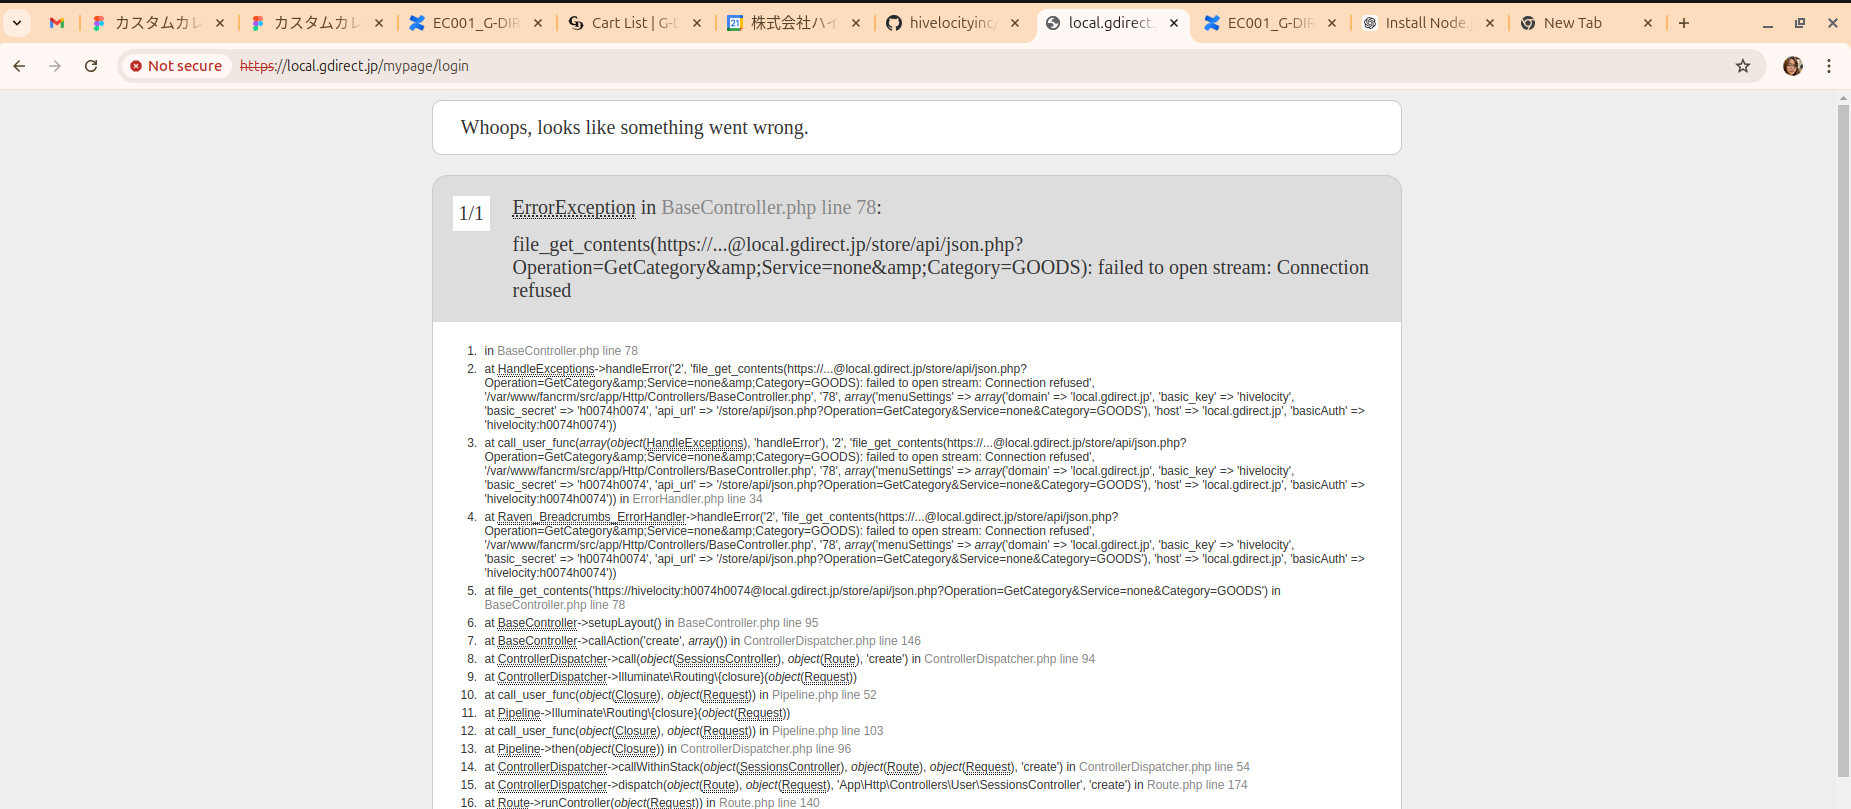 カスタムカレ
カスタムカレ
EC001_G-DIR
Cart List | G-D
株式会社ハイ
hivelocityinc/
local.gdirect.
EC001_G-DIR
Install Node.j
New Tab
Not secure
https://local.gdirect.jp/mypage/login
Whoops, looks like something went wrong.
1/1
ErrorException in BaseController.php line 78:
file_get_contents(https://...@local.gdirect.jp/store/api/json.php?
Operation=GetCategory&amp;Service=none&amp;Category=GOODS): failed to open stream: Connection
refused
1. in BaseController.php line 78
2. at HandleExceptions->handleError('2', 'file_get_contents(https://...@local.gdirect.jp/store/api/json.php?
Operation=GetCategory&amp;Service=none&amp;Category=GOODS): failed to open stream: Connection refused',
'/var/www/fancrm/src/app/Http/Controllers/BaseController.php', '78', array('menuSettings' => array('domain' => 'local.gdirect.jp', 'basic_key' => 'hivelocity',
'basic_secret' => 'h0074h0074', 'api_url' => '/store/api/json.php?Operation=GetCategory&Service=none&Category=GOODS'), 'host' => 'local.gdirect.jp', 'basicAuth' =>
'hivelocity:h0074h0074'))
3. at call_user_func(array(object(HandleExceptions), 'handleError'), '2', 'file_get_contents(https://...@local.gdirect.jp/store/api/json.php?
Operation=GetCategory&amp;Service=none&amp;Category=GOODS): failed to open stream: Connection refused',
'/var/www/fancrm/src/app/Http/Controllers/BaseController.php', '78', array('menuSettings' => array('domain' => 'local.gdirect.jp', 'basic_key' => 'hivelocity',
'basic_secret' => 'h0074h0074', 'api_url' => '/store/api/json.php?Operation=GetCategory&Service=none&Category=GOODS'), 'host' => 'local.gdirect.jp', 'basicAuth' =>
'hivelocity:h0074h0074')) in ErrorHandler.php line 34
4. at Raven_Breadcrumbs_ErrorHandler->handleError('2', 'file_get_contents(https://...@local.gdirect.jp/store/api/json.php?
Operation=GetCategory&amp;Service=none&amp;Category=GOODS): failed to open stream: Connection refused',
'/var/www/fancrm/src/app/Http/Controllers/BaseController.php', '78', array('menuSettings' => array('domain' => 'local.gdirect.jp', 'basic_key' => 'hivelocity',
'basic_secret' => 'h0074h0074', 'api_url' => '/store/api/json.php?Operation=GetCategory&Service=none&Category=GOODS'), 'host' => 'local.gdirect.jp', 'basicAuth' =>
'hivelocity:h0074h0074'))
5. at file_get_contents('https://hivelocity:h0074h0074@local.gdirect.jp/store/api/json.php?Operation=GetCategory&Service=none&Category=GOODS') in
BaseController.php line 78
6. at BaseController->setupLayout() in BaseController.php line 95
7. at BaseController->callAction('create', array()) in ControllerDispatcher.php line 146
8. at ControllerDispatcher->call(object(SessionsController), object(Route), 'create') in ControllerDispatcher.php line 94
9. at ControllerDispatcher->Illuminate\Routing\{closure}(object(Request))
10. at call_user_func(object(Closure), object(Request)) in Pipeline.php line 52
11. at Pipeline->Illuminate\Routing\{closure}(object(Request))
12. at call_user_func(object(Closure), object(Request)) in Pipeline.php line 103
13. at Pipeline->then(object(Closure)) in ControllerDispatcher.php line 96
14. at ControllerDispatcher->callWithinStack(object(SessionsController), object(Route), object(Request), 'create') in ControllerDispatcher.php line 54
15. at ControllerDispatcher->dispatch(object(Route), object(Request), 'App\Http\Controllers\User\SessionsController', 'create') in Route.php line 174
16. at Route->runController(object(Request)) in Route.php line 140